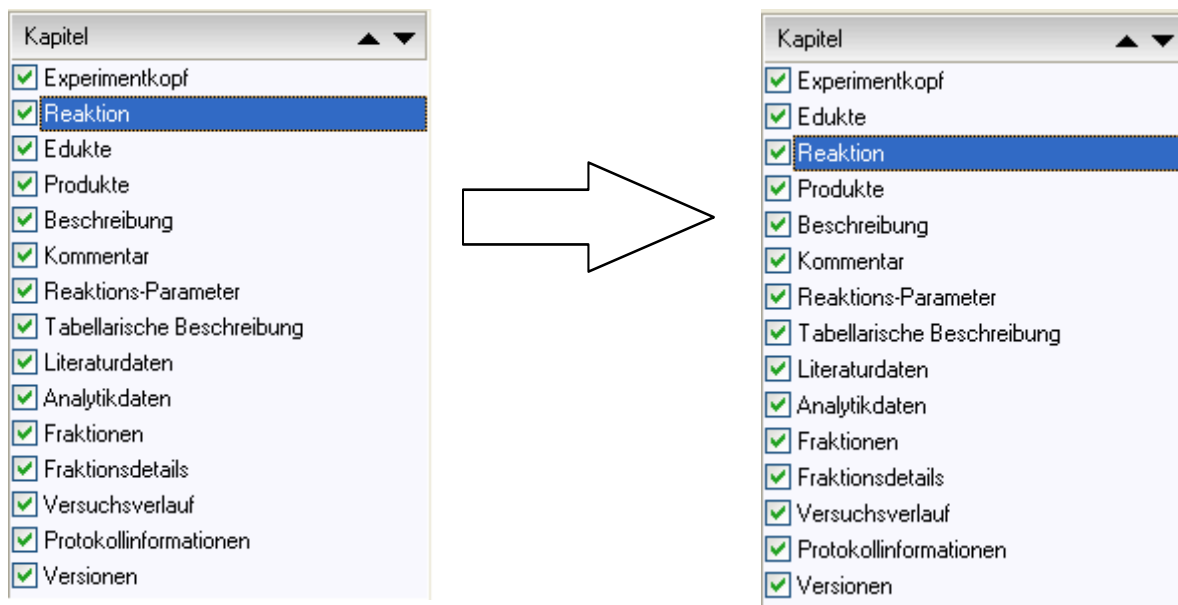 Kapitel
Experimentkopf
Reaktion
Edukte
Produkte
Beschreibung
Kommentar
Reaktions-Parameter
Tabellarische Beschreibung
Literaturdaten
Analytikdaten
Fraktionen
Fraktionsdetails
Versuchsverlauf
Protokollinformationen
Versionen
Kapitel
Experimentkopf
Edukte
Reaktion
Produkte
Beschreibung
Kommentar
Reaktions-Parameter
Tabellarische Beschreibung
Literaturdaten
Analytikdaten
Fraktionen
Fraktionsdetails
Versuchsverlauf
Protokollinformationen
Versionen